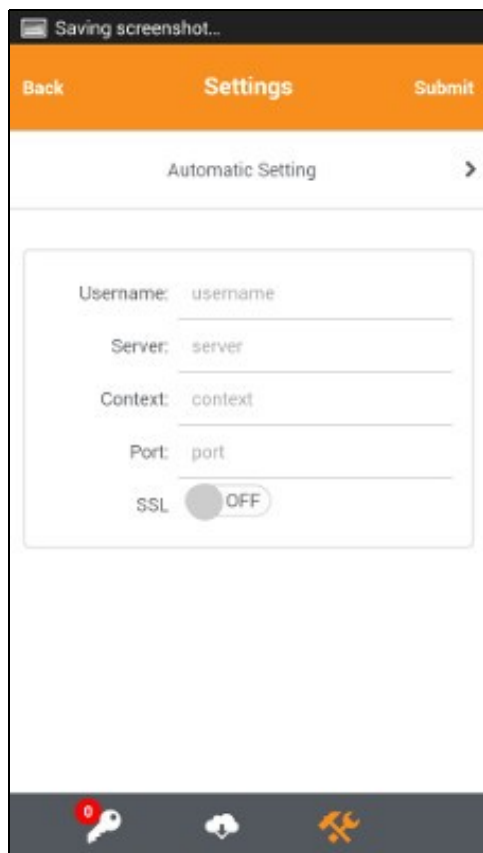 Saving screenshot...
Back Settings Submit
Automatic Setting
Username: username
Server: server
Context: context
Port: port
SSL OFF
0